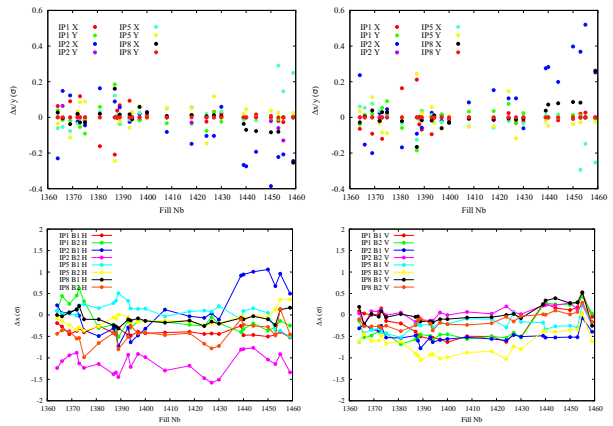 0.6
0.4
0.2
0
-0.2
-0.4
Δx/y (σ)
IP1 X
IP1 Y
IP2 X
IP2 Y
IP5 X
IP5 Y
IP8 X
IP8 Y
1360 1370 1380 1390 1400 1410 1420 1430 1440 1450 1460
Fill Nb
0.6
0.4
0.2
0
-0.2
-0.4
Δx/y (σ)
IP1 X
IP1 Y
IP2 X
IP2 Y
IP5 X
IP5 Y
IP8 X
IP8 Y
1360 1370 1380 1390 1400 1410 1420 1430 1440 1450 1460
Fill Nb
2
1.5
1
0.5
0
-0.5
-1
-1.5
-2
Δx (σ)
IP1 B1 H
IP1 B2 H
IP2 B1 H
IP2 B2 H
IP5 B1 H
IP5 B2 H
IP8 B1 H
IP8 B2 H
1360 1370 1380 1390 1400 1410 1420 1430 1440 1450 1460
Fill Nb
2
1.5
1
0.5
0
-0.5
-1
-1.5
-2
Δx (σ)
IP1 B1 V
IP1 B2 V
IP2 B1 V
IP2 B2 V
IP5 B1 V
IP5 B2 V
IP8 B1 V
IP8 B2 V
1360 1370 1380 1390 1400 1410 1420 1430 1440 1450 1460
Fill Nb